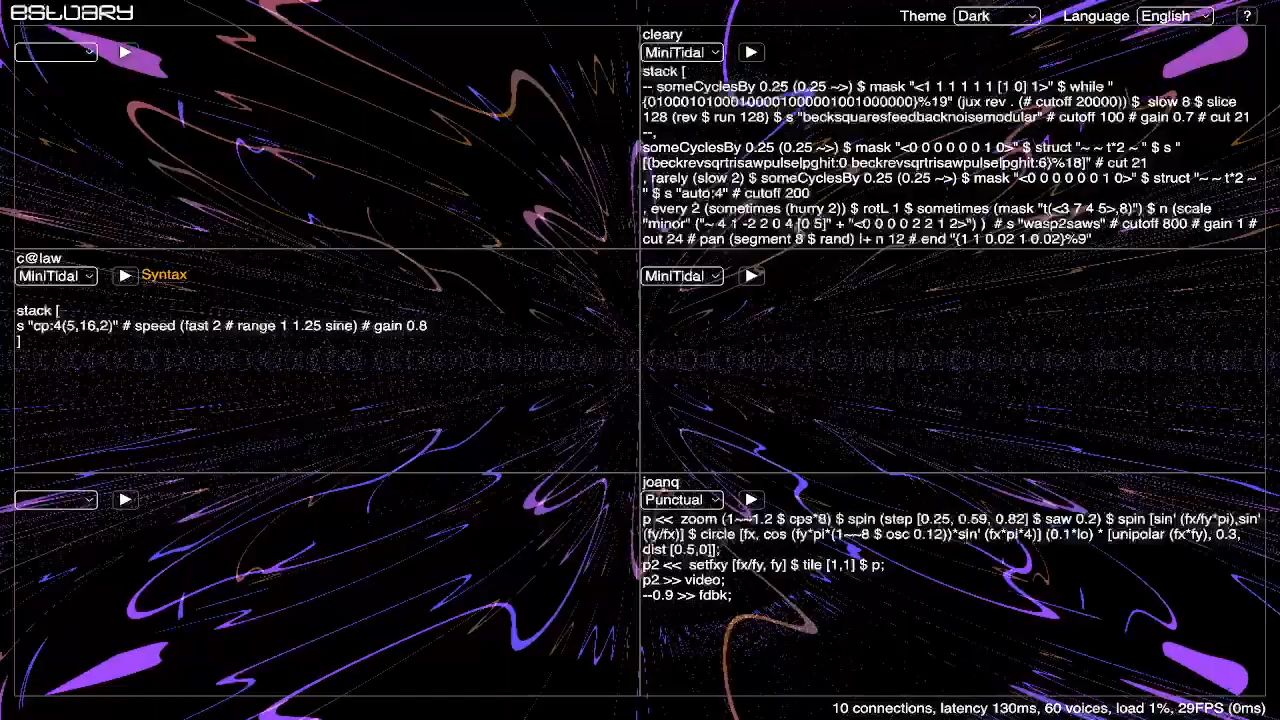 estuary
Theme Dark Language English ?
cleary
MiniTidal
stack [
-- someCyclesBy 0.25 (0.25 ~>) $ mask "<1 1 1 1 1 1 [1 0] 1>" $ while "
{01000101000100001000001001000000}%19" (jux rev . (# cutoff 20000)) $  slow 8 $ slice
128 (rev $ run 128) $ s "becksquaresfeedbacknoisemodular" # cutoff 100 # gain 0.7 # cut 21
--,
someCyclesBy 0.25 (0.25 ~>) $ mask "<0 0 0 0 0 0 1 0>" $ struct "~ ~ t*2 ~ " $ s "
[{beckrevsqrtrisawpulselpghit:0 beckrevsqrtrisawpulselpghit:6}%18]" # cut 21
, rarely (slow 2) $ someCyclesBy 0.25 (0.25 ~>) $ mask "<0 0 0 0 0 0 1 0>" $ struct "~ ~ t*2 ~
" $ s "auto:4" # cutoff 200
, every 2 (sometimes (hurry 2)) $ rotL 1 $ sometimes (mask "t(<3 7 4 5>,8)") $ n (scale
"minor" ("~ 4 1 -2 2 0 4 [0 5]" + "<0 0 0 0 2 2 1 2>") )  # s "wasp2saws" # cutoff 800 # gain 1 #
cut 24 # pan (segment 8 $ rand) |+ n 12 # end "{1 1 0.02 1 0.02}%9"
c@law
MiniTidal Syntax
stack [
s "cp:4(5,16,2)" # speed (fast 2 # range 1 1.25 sine) # gain 0.8
]
MiniTidal
joanq
Punctual
p <<  zoom (1~~1.2 $ cps*8) $ spin (step [0.25, 0.59, 0.82] $ saw 0.2) $ spin [sin' (fx/fy*pi),sin'
(fy/fx)] $ circle [fx, cos (fy*pi*(1~~8 $ osc 0.12))*sin' (fx*pi*4)] (0.1*lo) * [unipolar (fx*fy), 0.3,
dist [0.5,0]];
p2 <<  setfxy [fx/fy, fy] $ tile [1,1] $ p;
p2 >> video;
--0.9 >> fdbk;
10 connections, latency 130ms, 60 voices, load 1%, 29FPS (0ms)